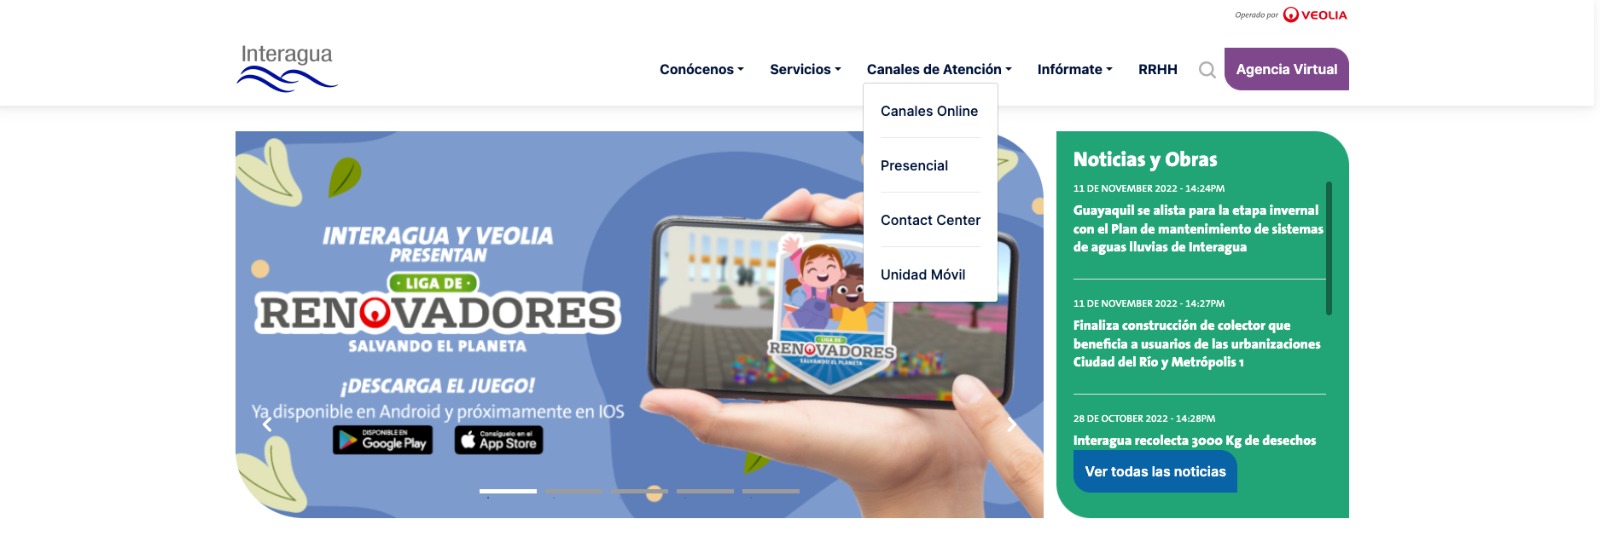 Operado por VEOLIA
Interagua
Conócenos
Servicios
Canales de Atención
Infórmate
RRHH
Agencia Virtual
Canales Online
Presencial
Contact Center
Unidad Móvil
INTERAGUA Y VEOLIA
PRESENTAN
LIGA DE
RENOVADORES
SALVANDO EL PLANETA
¡DESCARGA EL JUEGO!
Ya disponible en Android y próximamente en IOS
DISPONIBLE EN
Google Play
Consíguelo en el
App Store
LIGA DE
RENOVADORES
SALVANDO EL PLANETA
Noticias y Obras
11 DE NOVEMBER 2022 - 14:24PM
Guayaquil se alista para la etapa invernal
con el Plan de mantenimiento de sistemas
de aguas lluvias de Interagua
11 DE NOVEMBER 2022 - 14:27PM
Finaliza construcción de colector que
beneficia a usuarios de las urbanizaciones
Ciudad del Río y Metrópolis 1
28 DE OCTOBER 2022 - 14:28PM
Interagua recolecta 3000 Kg de desechos
Ver todas las noticias